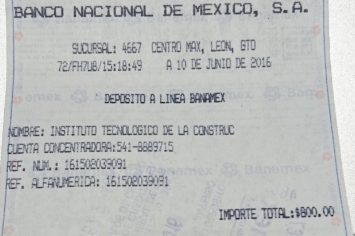 BANCO NACIONAL DE MEXICO, S.A.
SUCURSAL: 4667 CENTRO MAX, LEON, GTO
72/FH7U8/15:18:49 A 10 DE JUNIO DE 2016
DEPOSITO A LINEA BANAMEX
NOMBRE: INSTITUTO TECNOLOGICO DE LA CONSTRUC
CUENTA CONCENTRADORA:541-8689715
REF. NUM.: 161502039091
REF. ALFANUMERICA: 161502039091
IMPORTE TOTAL:$800.00